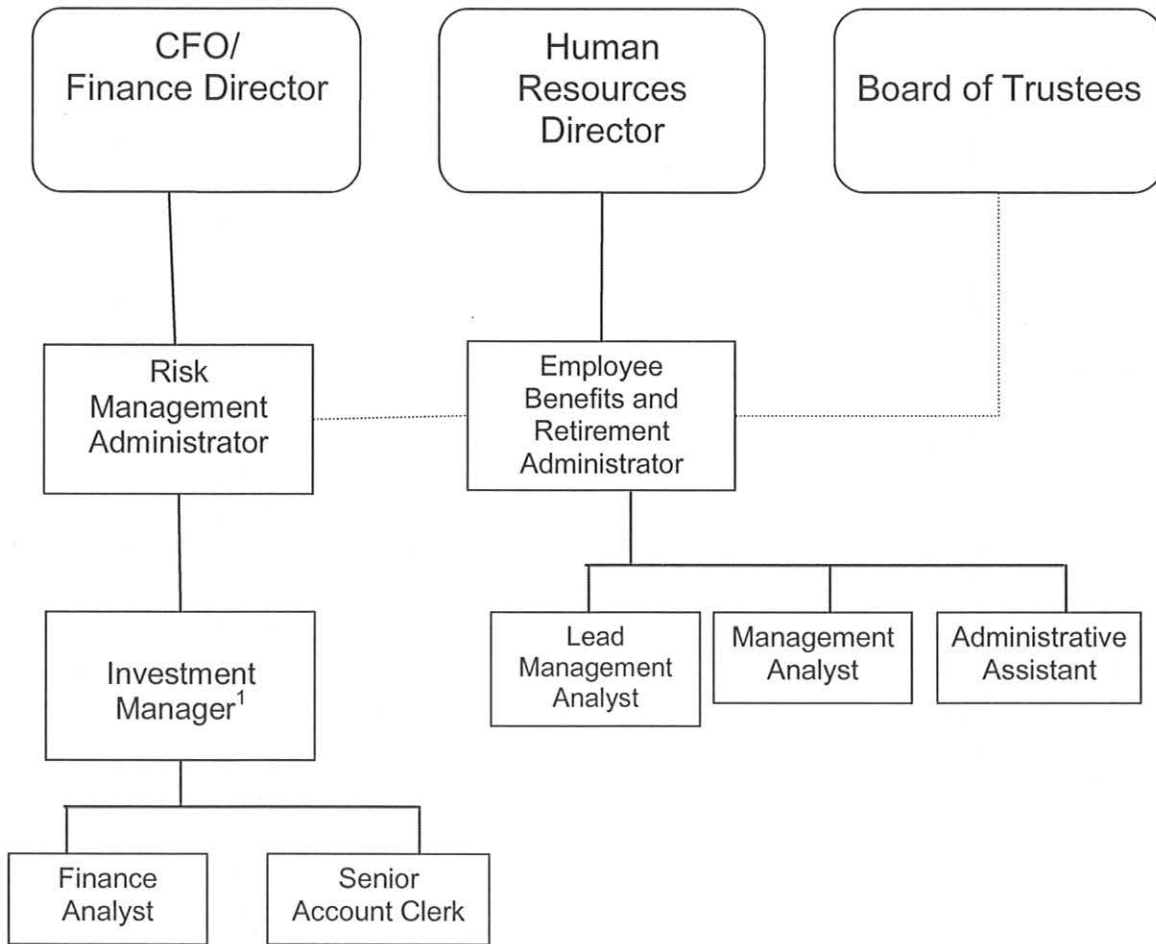 CFO/
Finance Director
Human
Resources
Director
Board of Trustees
Risk
Management
Administrator
Employee
Benefits and
Retirement
Administrator
Investment
Manager¹
Lead
Management
Analyst
Management
Analyst
Administrative
Assistant
Finance
Analyst
Senior
Account Clerk